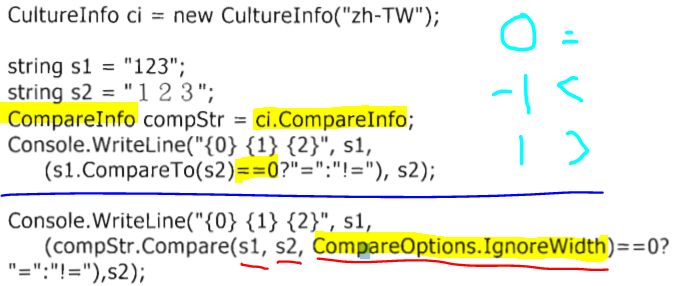 CultureInfo ci = new CultureInfo("zh-TW");
string s1 = "123";
string s2 = "１２３";
CompareInfo compStr = ci.CompareInfo;
Console.WriteLine("{0} {1} {2}", s1,
(s1.CompareTo(s2)==0?"=":"!="), s2);
Console.WriteLine("{0} {1} {2}", s1,
(compStr.Compare(s1, s2, CompareOptions.IgnoreWidth)==0?
"=":"!="),s2);
0 =
-1 <
1 >